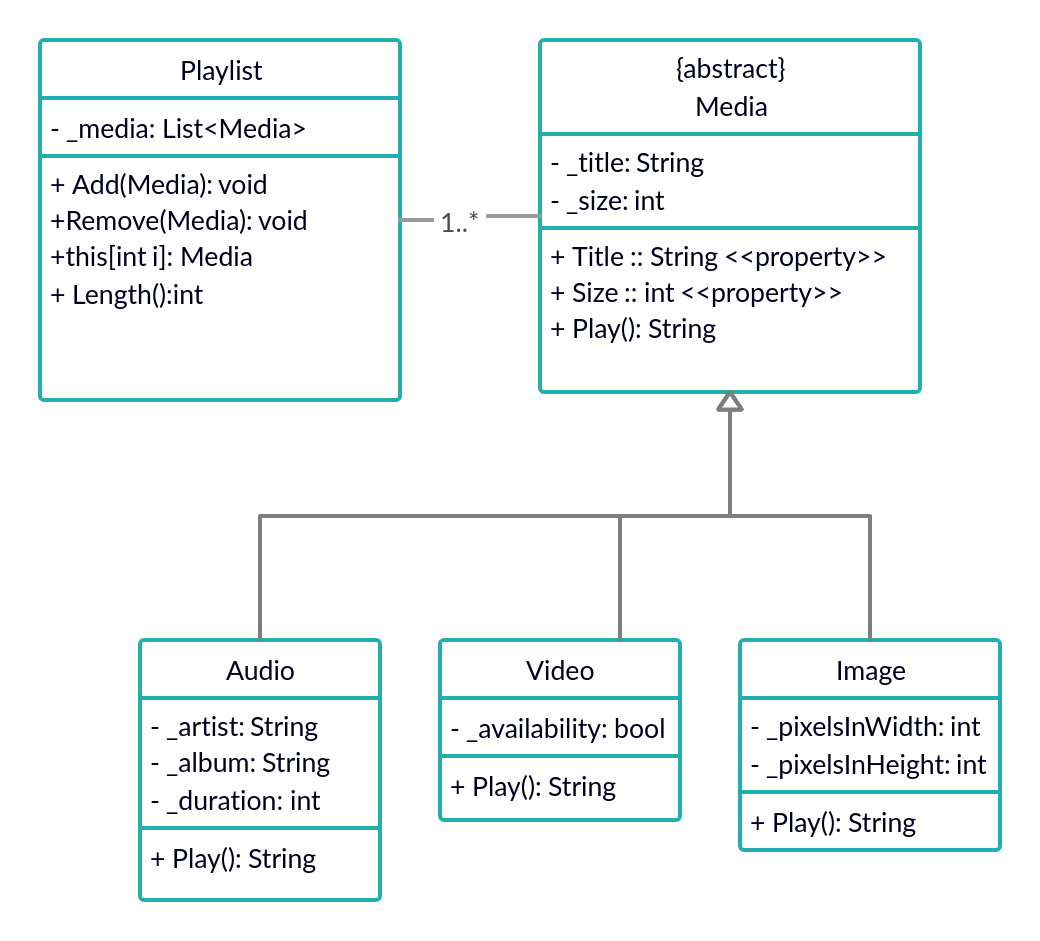 Playlist
- _media: List<Media>
+ Add(Media): void
+Remove(Media): void
+this[int i]: Media
+ Length():int
1..*
{abstract}
Media
- _title: String
- _size: int
+ Title :: String <<property>>
+ Size :: int <<property>>
+ Play(): String
Audio
- _artist: String
- _album: String
- _duration: int
+ Play(): String
Video
- _availability: bool
+ Play(): String
Image
- _pixelsInWidth: int
- _pixelsInHeight: int
+ Play(): String